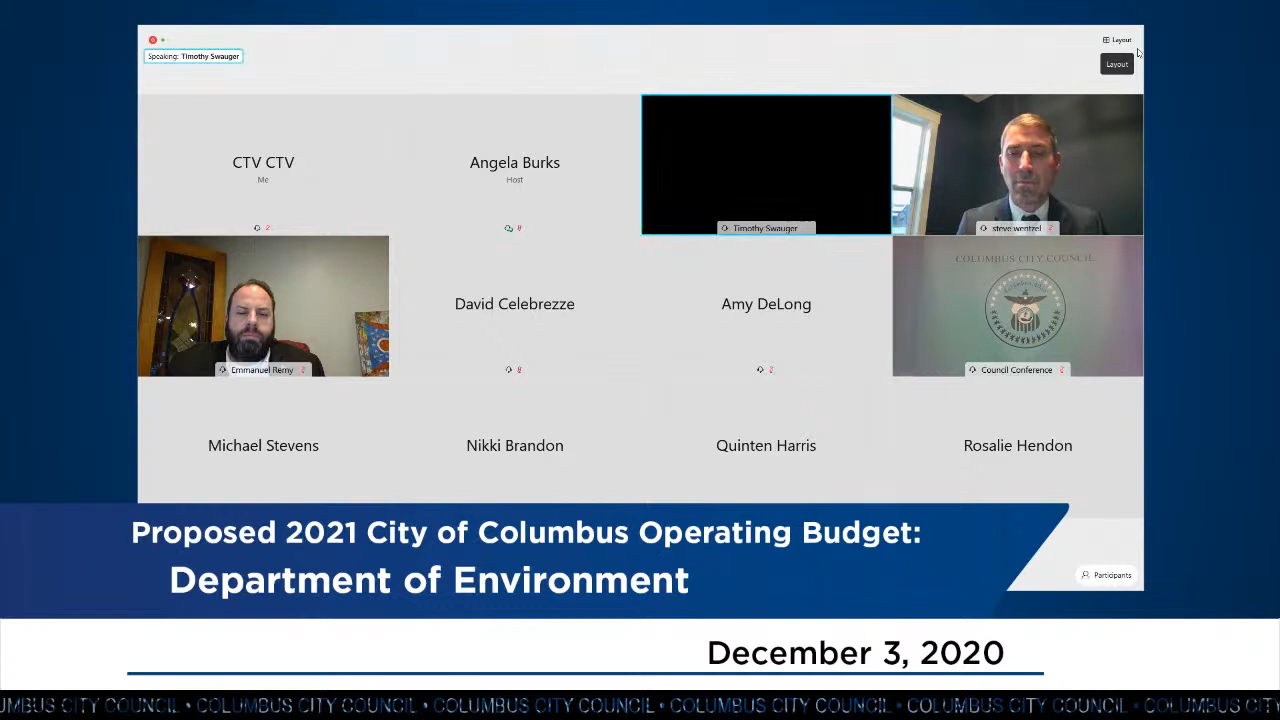 Speaking: Timothy Swauger
Layout
Layout
CTV CTV
Me
Angela Burks
Host
Timothy Swauger
steve wentzel
Emmanuel Remy
David Celebrezze
Amy DeLong
COLUMBUS CITY COUNCIL
Council Conference
Michael Stevens
Nikki Brandon
Quinten Harris
Rosalie Hendon
Proposed 2021 City of Columbus Operating Budget:
Department of Environment
Participants
December 3, 2020
UMBUS CITY COUNCIL • COLUMBUS CITY COUNCIL • COLUMBUS CITY COUNCIL • COLUMBUS CITY COUNCIL • COLUMBUS CITY COUNCIL • COLUMBUS CIT